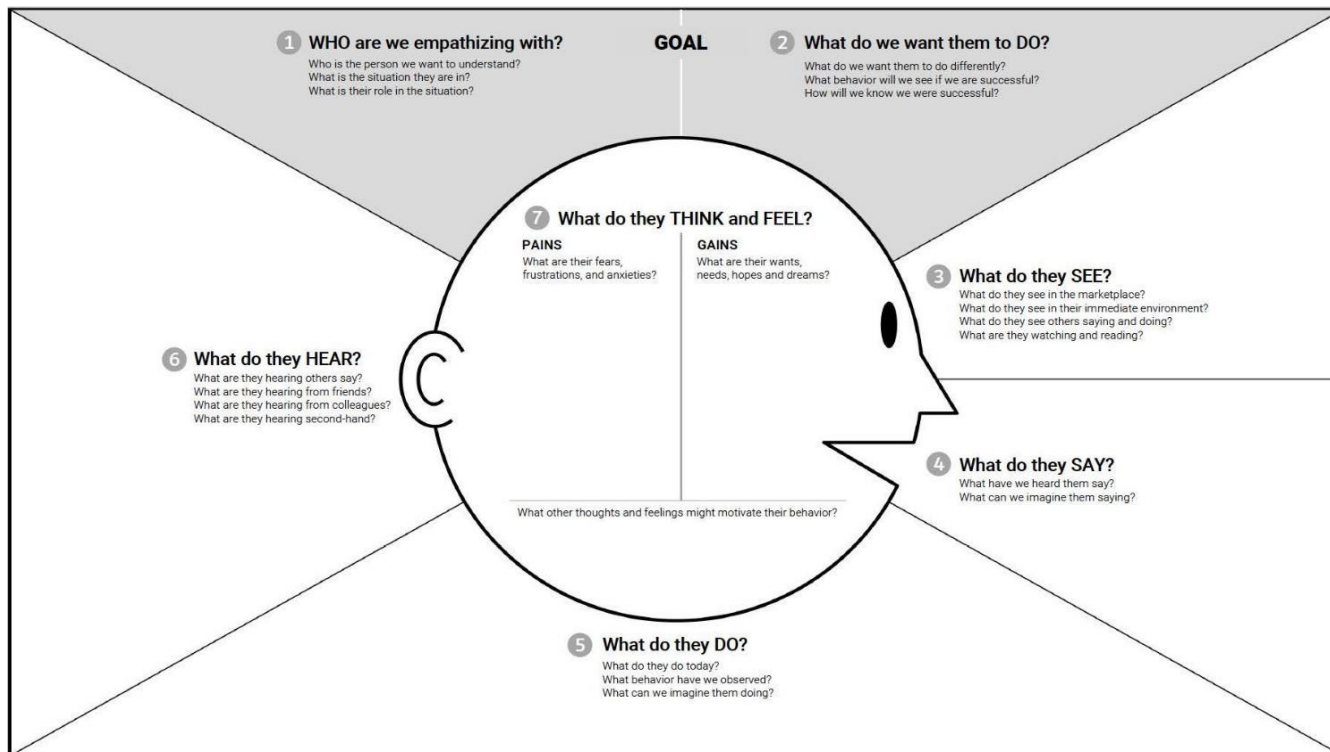 1 WHO are we empathizing with?
Who is the person we want to understand?
What is the situation they are in?
What is their role in the situation?
GOAL
2 What do we want them to DO?
What do we want them to do differently?
What behavior will we see if we are successful?
How will we know we were successful?
3 What do they SEE?
What do they see in the marketplace?
What do they see in their immediate environment?
What do they see others saying and doing?
What are they watching and reading?
4 What do they SAY?
What have we heard them say?
What can we imagine them saying?
5 What do they DO?
What do they do today?
What behavior have we observed?
What can we imagine them doing?
6 What do they HEAR?
What are they hearing others say?
What are they hearing from friends?
What are they hearing from colleagues?
What are they hearing second-hand?
7 What do they THINK and FEEL?
PAINS
What are their fears,
frustrations, and anxieties?
GAINS
What are their wants,
needs, hopes and dreams?
What other thoughts and feelings might motivate their behavior?